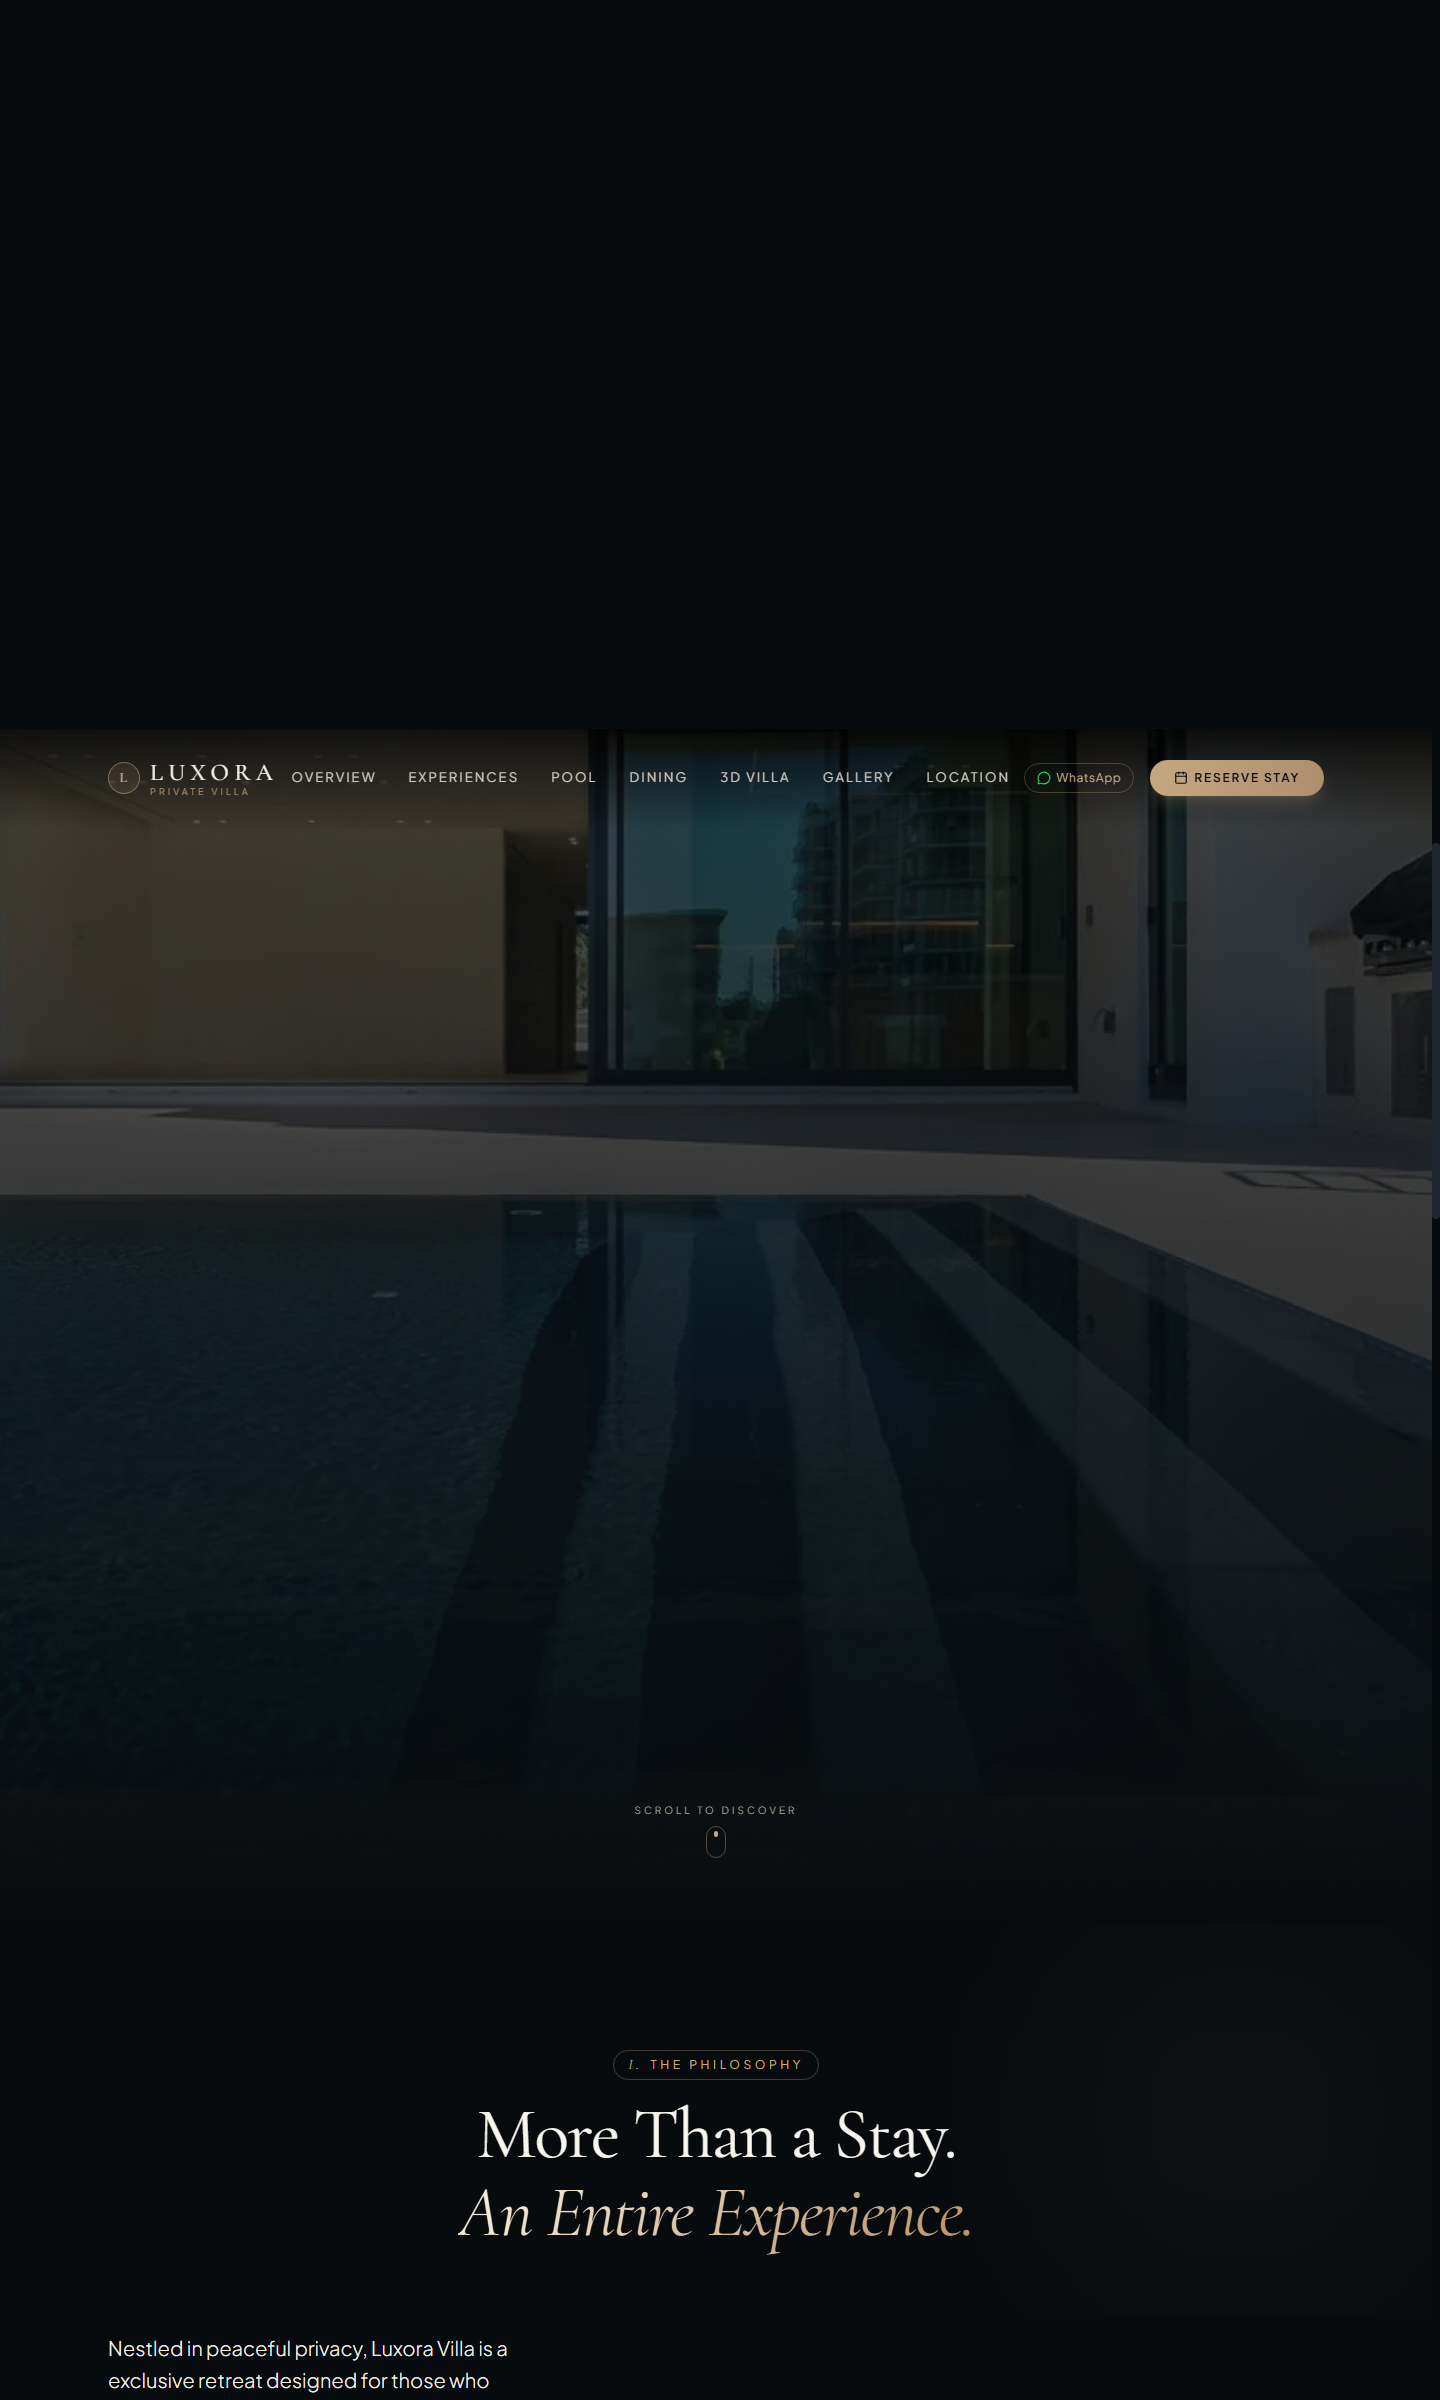 L
LUXORA
PRIVATE VILLA
OVERVIEW
EXPERIENCES
POOL
DINING
3D VILLA
GALLERY
LOCATION
WhatsApp
RESERVE STAY
SCROLL TO DISCOVER
I. THE PHILOSOPHY
More Than a Stay.
An Entire Experience.
Nestled in peaceful privacy, Luxora Villa is a
exclusive retreat designed for those who